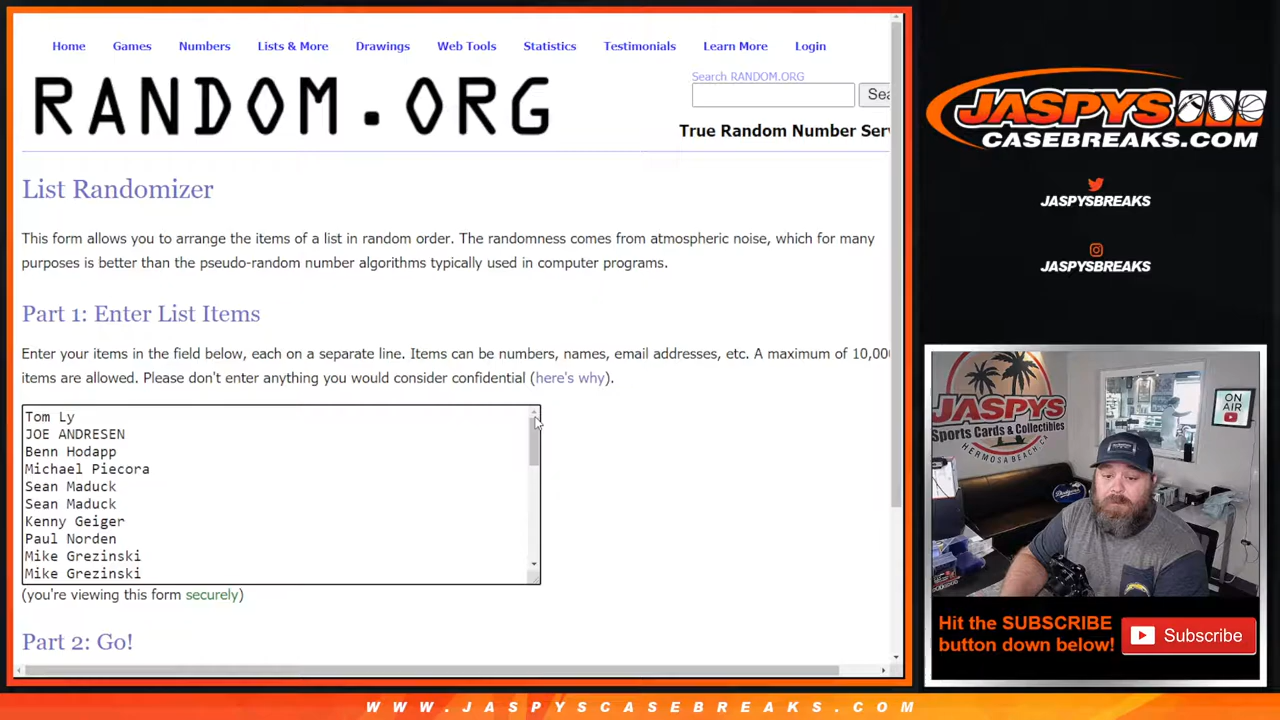 Home Games Numbers Lists & More Drawings Web Tools Statistics Testimonials Learn More Login
RANDOM.ORG
Search RANDOM.ORG
Sea
True Random Number Serv
List Randomizer
This form allows you to arrange the items of a list in random order. The randomness comes from atmospheric noise, which for many
purposes is better than the pseudo-random number algorithms typically used in computer programs.
Part 1: Enter List Items
Enter your items in the field below, each on a separate line. Items can be numbers, names, email addresses, etc. A maximum of 10,000
items are allowed. Please don't enter anything you would consider confidential (here's why).
Tom Ly
JOE ANDRESEN
Benn Hodapp
Michael Piecora
Sean Maduck
Sean Maduck
Kenny Geiger
Paul Norden
Mike Grezinski
Mike Grezinski
(you're viewing this form securely)
Part 2: Go!
JASPYS
CASEBREAKS.COM
JASPYSBREAKS
JASPYSBREAKS
JASPYS
Sports Cards & Collectibles
HERMOSA BEACH, CA
ON
AIR
Dodgers
Hit the SUBSCRIBE
button down below!
Subscribe
WWW.JASPYSCASEBREAKS.COM